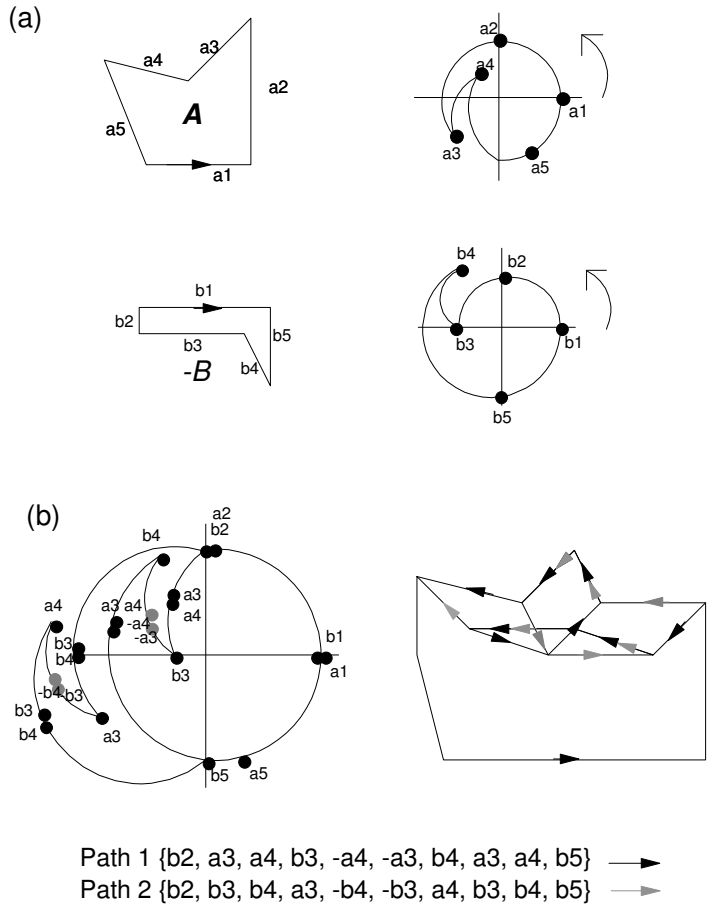 (a)
a4
a3
a2
a5
A
a1
a2
a4
a1
a3
a5
b1
b2
b3
b5
b4
-B
b4
b2
b3
b1
b5
(b)
a2
b2
b4
a4
a3
a4
a3
-a4
a4
-a3
b3
b4
b3
b1
a1
-b4
-b3
b3
b4
a3
b5
a5
Path 1 {b2, a3, a4, b3, -a4, -a3, b4, a3, a4, b5}
Path 2 {b2, b3, b4, a3, -b4, -b3, a4, b3, b4, b5}